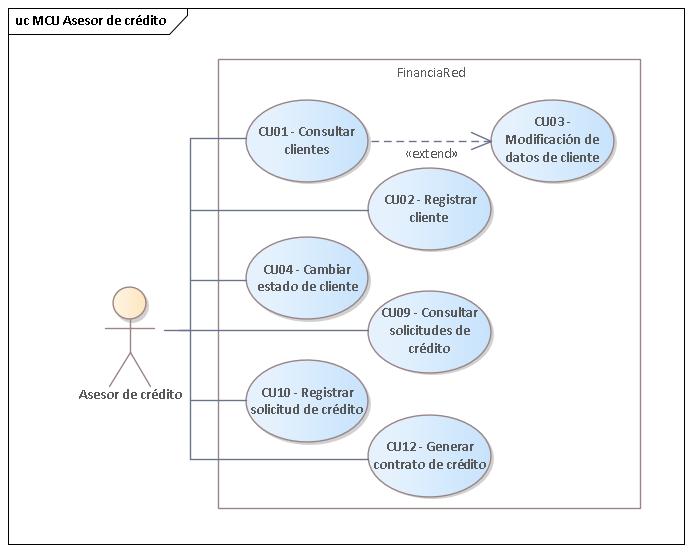 uc MCU Asesor de crédito
FinanciaRed
CU01 - Consultar
clientes
«extend»
CU03 -
Modificación de
datos de cliente
CU02 - Registrar
cliente
CU04 - Cambiar
estado de cliente
CU09 - Consultar
solicitudes de
crédito
Asesor de crédito
CU10 - Registrar
solicitud de crédito
CU12 - Generar
contrato de crédito